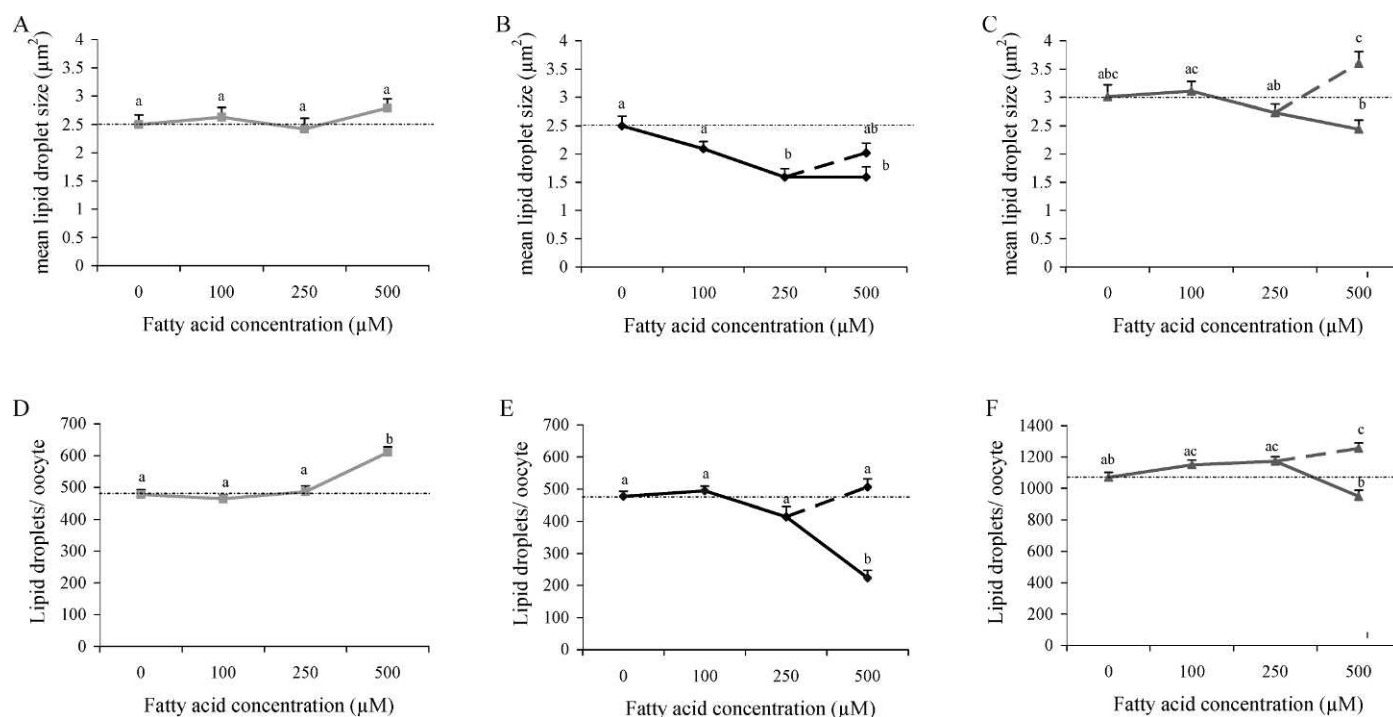 A
mean lipid droplet size (µm²)
4
3.5
3
2.5
2
1.5
1
0.5
0
a
a
a
a
0 100 250 500
Fatty acid concentration (µM)
B
mean lipid droplet size (µm²)
4
3.5
3
2.5
2
1.5
1
0.5
0
a
a
b
ab
b
0 100 250 500
Fatty acid concentration (µM)
C
mean lipid droplet size (µm²)
4
3.5
3
2.5
2
1.5
1
0.5
0
abc
ac
ab
c
b
0 100 250 500
Fatty acid concentration (µM)
D
Lipid droplets/ oocyte
700
600
500
400
300
200
100
0
a
a
a
b
0 100 250 500
Fatty acid concentration (µM)
E
Lipid droplets/ oocyte
700
600
500
400
300
200
100
0
a
a
a
a
b
0 100 250 500
Fatty acid concentration (µM)
F
Lipid droplets/ oocyte
1400
1200
1000
800
600
400
200
0
ab
ac
ac
c
b
0 100 250 500
Fatty acid concentration (µM)